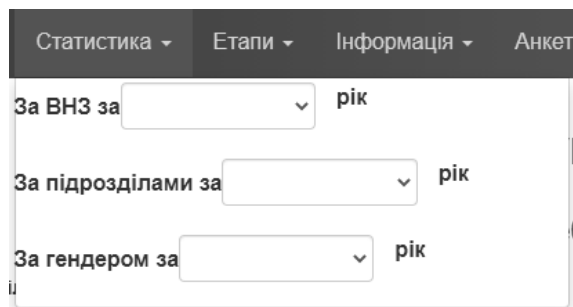 Статистика Етапи Інформація Анкет
За ВНЗ за рік
За підрозділами за рік
За гендером за рік